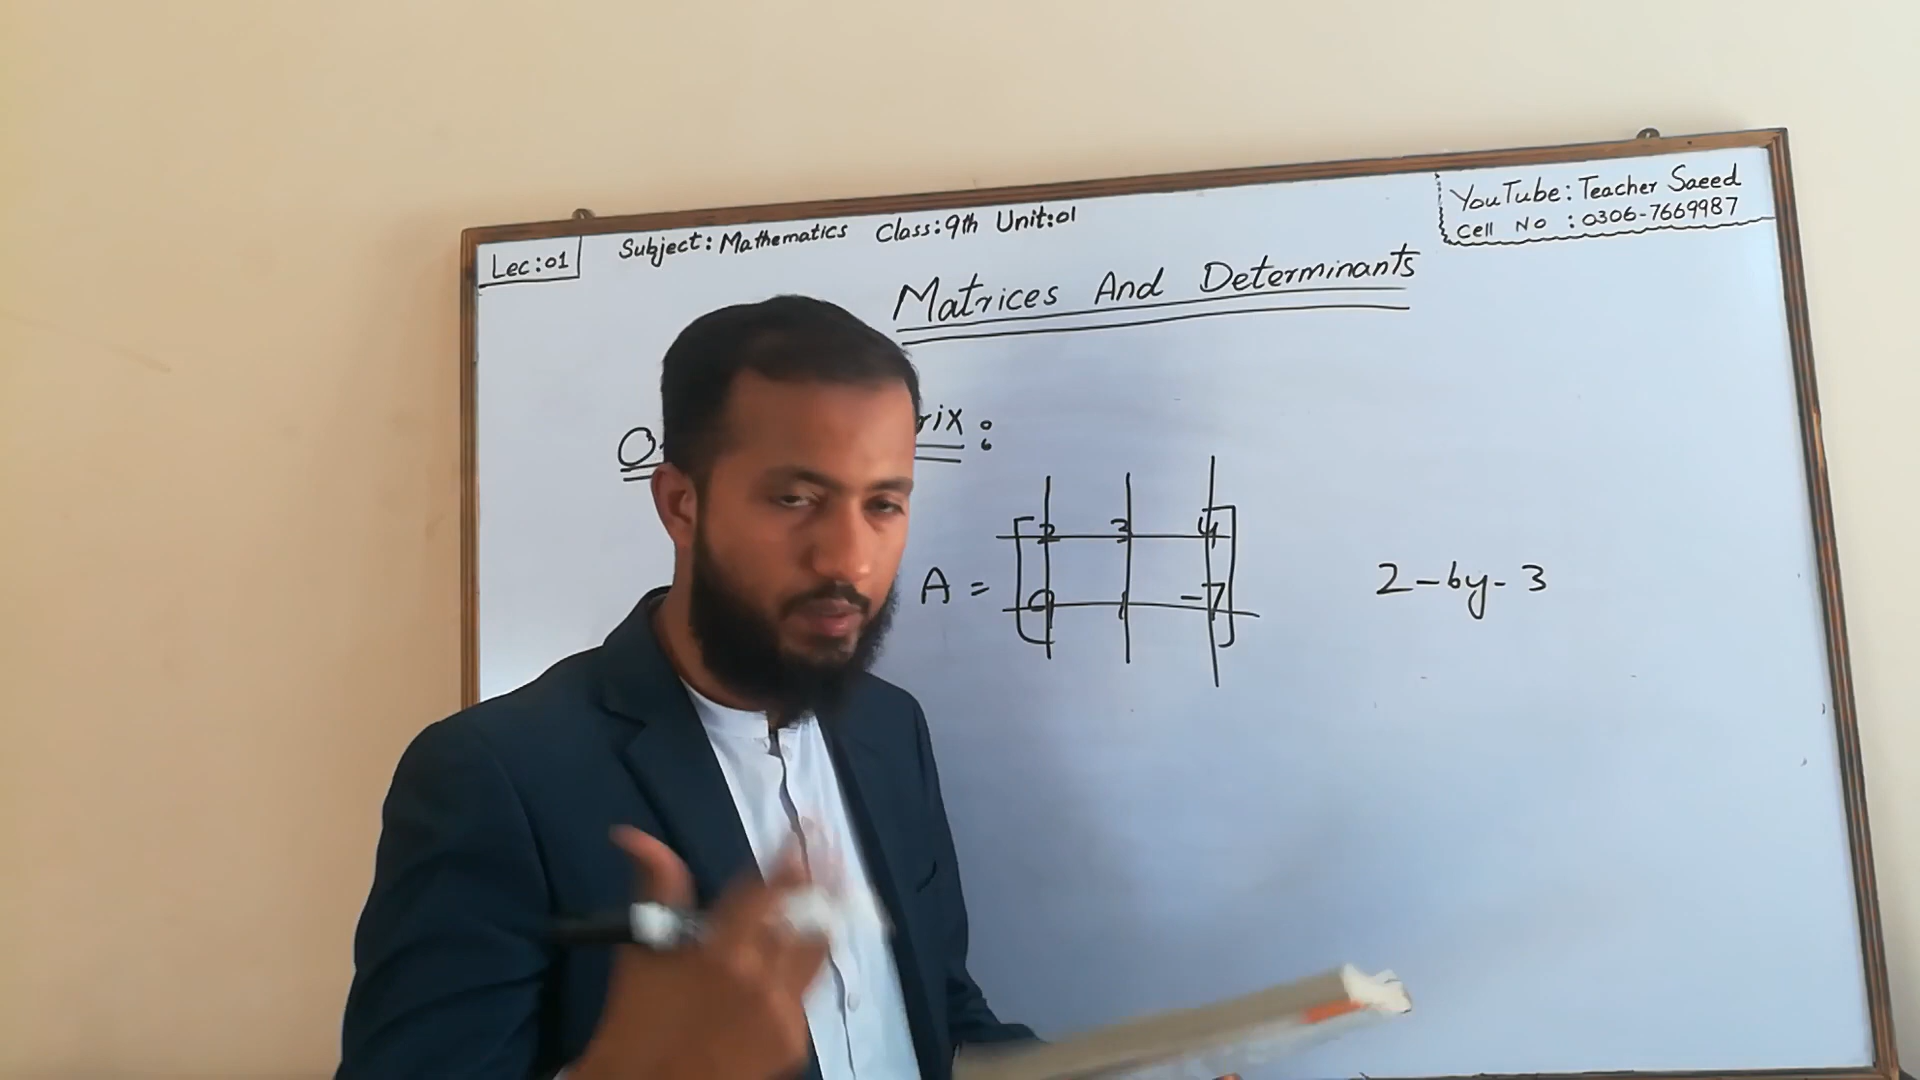 Lec:01
Subject: Mathematics Class:9th Unit:01
YouTube: Teacher Saeed
Cell No : 0306-7669987
Matrices And Determinants
O rix :
A = [2 3 4
0 1 -7]
2-by-3